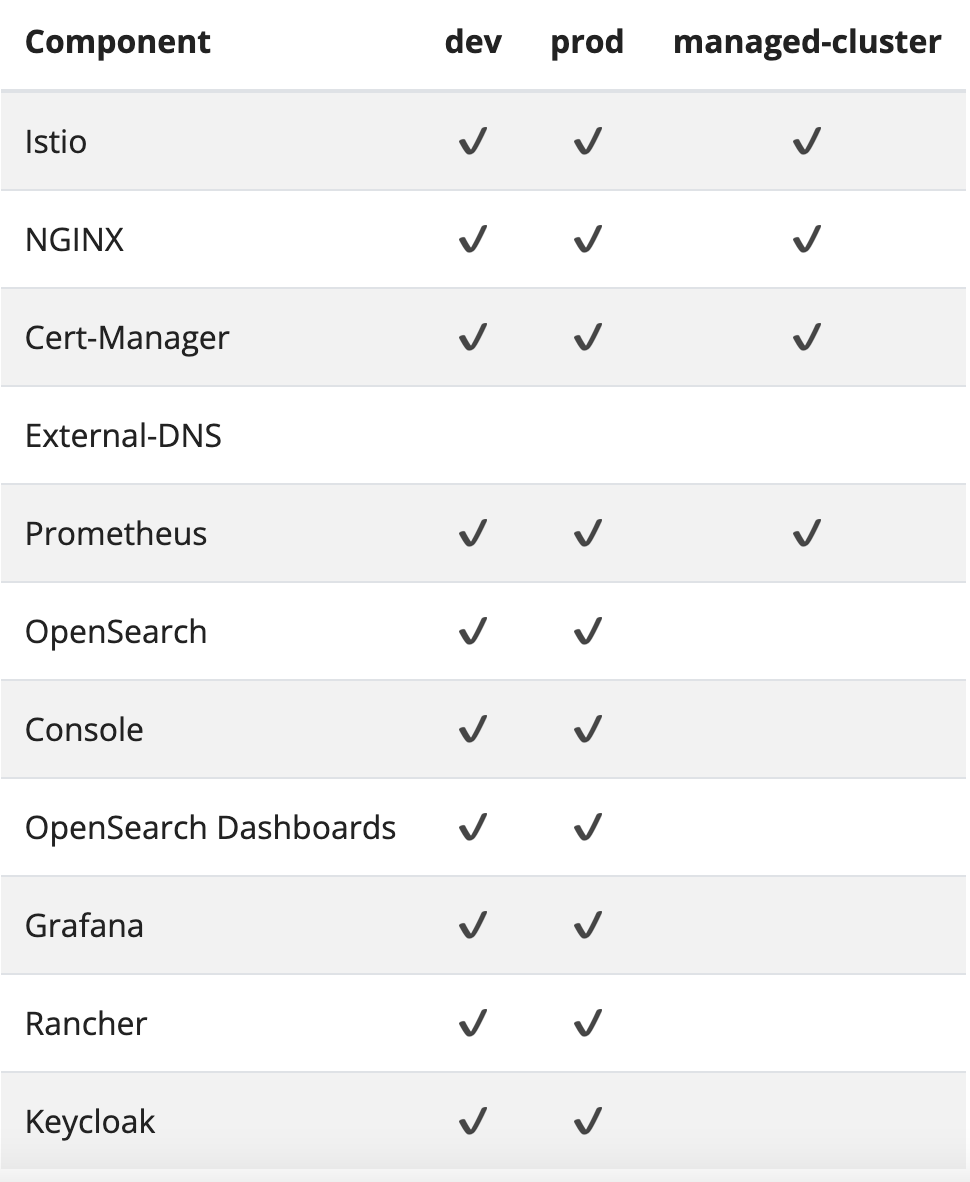 Component dev prod managed-cluster
Istio ✓ ✓ ✓
NGINX ✓ ✓ ✓
Cert-Manager ✓ ✓ ✓
External-DNS
Prometheus ✓ ✓ ✓
OpenSearch ✓ ✓
Console ✓ ✓
OpenSearch Dashboards ✓ ✓
Grafana ✓ ✓
Rancher ✓ ✓
Keycloak ✓ ✓